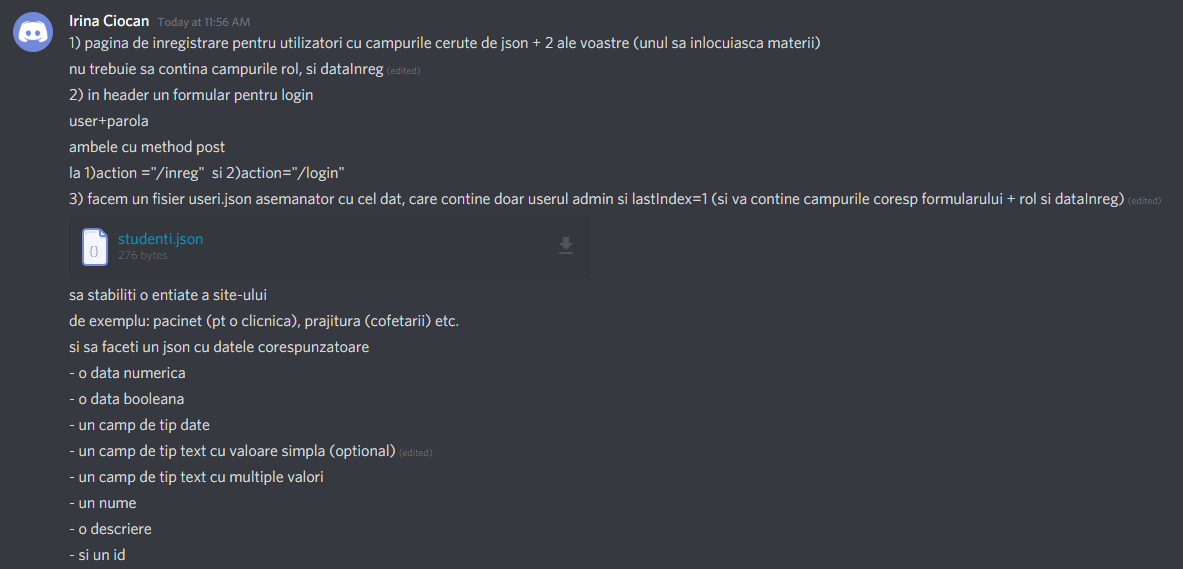 Irina Ciocan Today at 11:56 AM
1) pagina de inregistrare pentru utilizatori cu campurile cerute de json + 2 ale voastre (unul sa inlocuiasca materii)
nu trebuie sa contina campurile rol, si dataInreg (edited)
2) in header un formular pentru login
user+parola
ambele cu method post
la 1)action ="/inreg" si 2)action="/login"
3) facem un fisier useri.json asemanator cu cel dat, care contine doar userul admin si lastIndex=1 (si va contine campurile coresp formularului + rol si dataInreg) (edited)
{}
studenti.json
276 bytes
sa stabiliti o entiate a site-ului
de exemplu: pacinet (pt o clicnica), prajitura (cofetarii) etc.
si sa faceti un json cu datele corespunzatoare
- o data numerica
- o data booleana
- un camp de tip date
- un camp de tip text cu valoare simpla (optional) (edited)
- un camp de tip text cu multiple valori
- un nume
- o descriere
- si un id